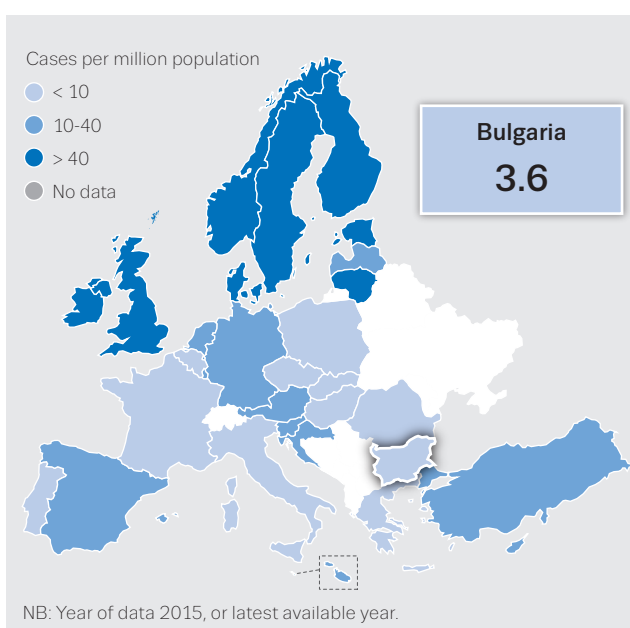 Cases per million population
< 10
10-40
> 40
No data
Bulgaria
3.6
NB: Year of data 2015, or latest available year.